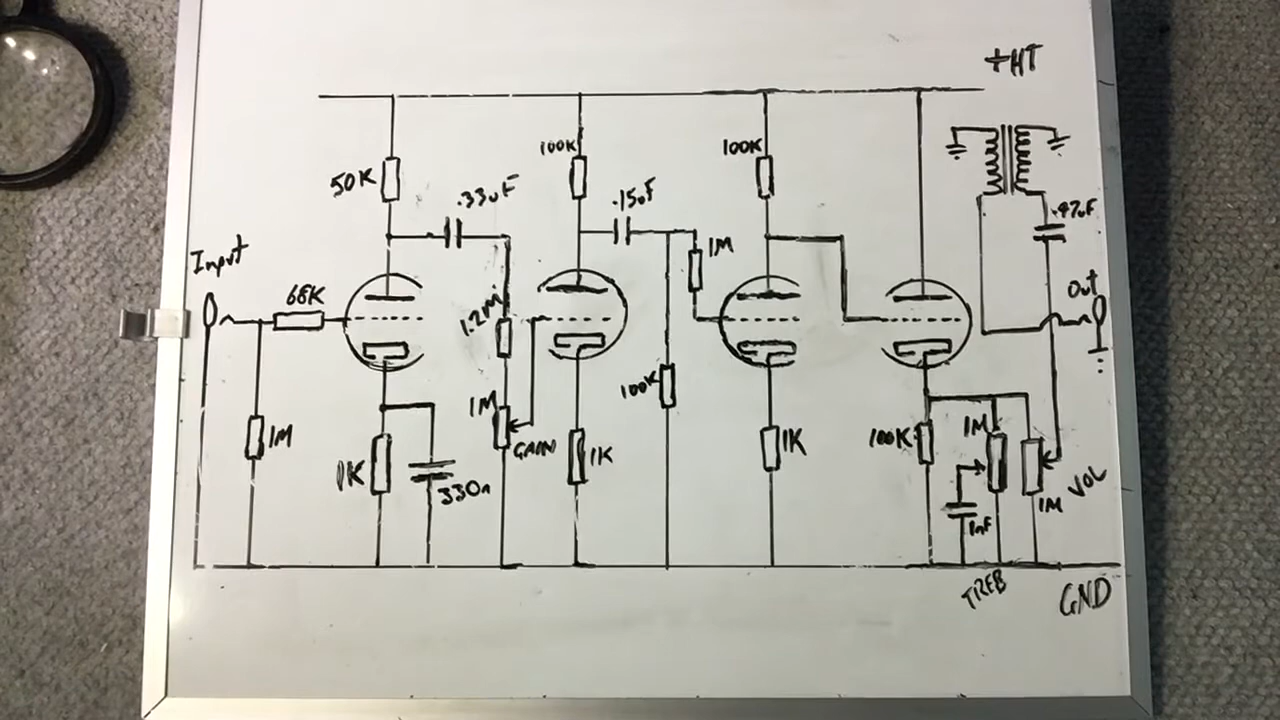 +HT
100K
100K
50K
.33uF
.15uF
.47uF
Input
1M
Out
68K
1.2M
100K
1M
1M
GAIN
1K
330n
1K
1K
100K
1M
1nF
VOL
1M
TREB
GND